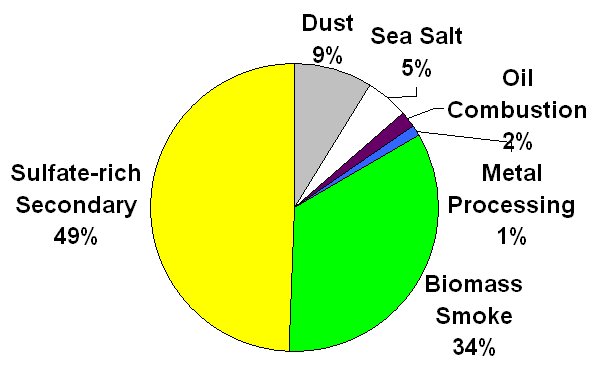 Dust
9%
Sea Salt
5%
Oil
Combustion
2%
Metal
Processing
1%
Biomass
Smoke
34%
Sulfate-rich
Secondary
49%